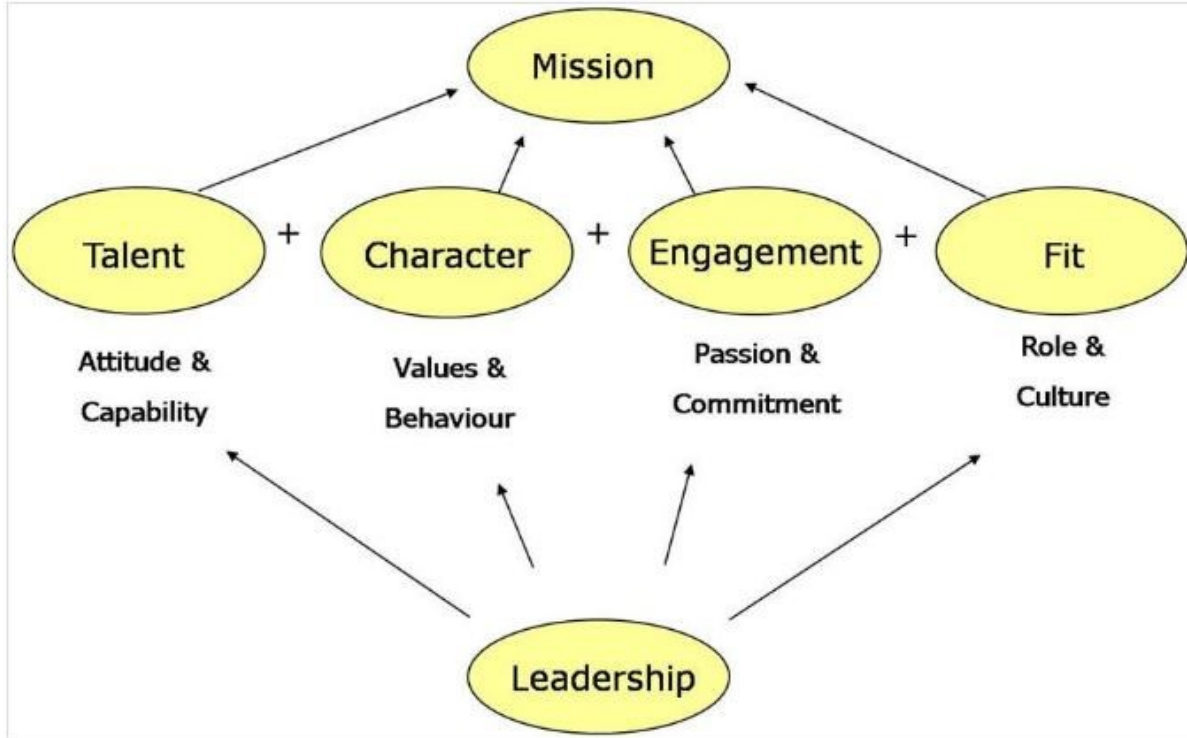 Mission
Talent + Character + Engagement + Fit
Attitude &
Capability
Values &
Behaviour
Passion &
Commitment
Role &
Culture
Leadership